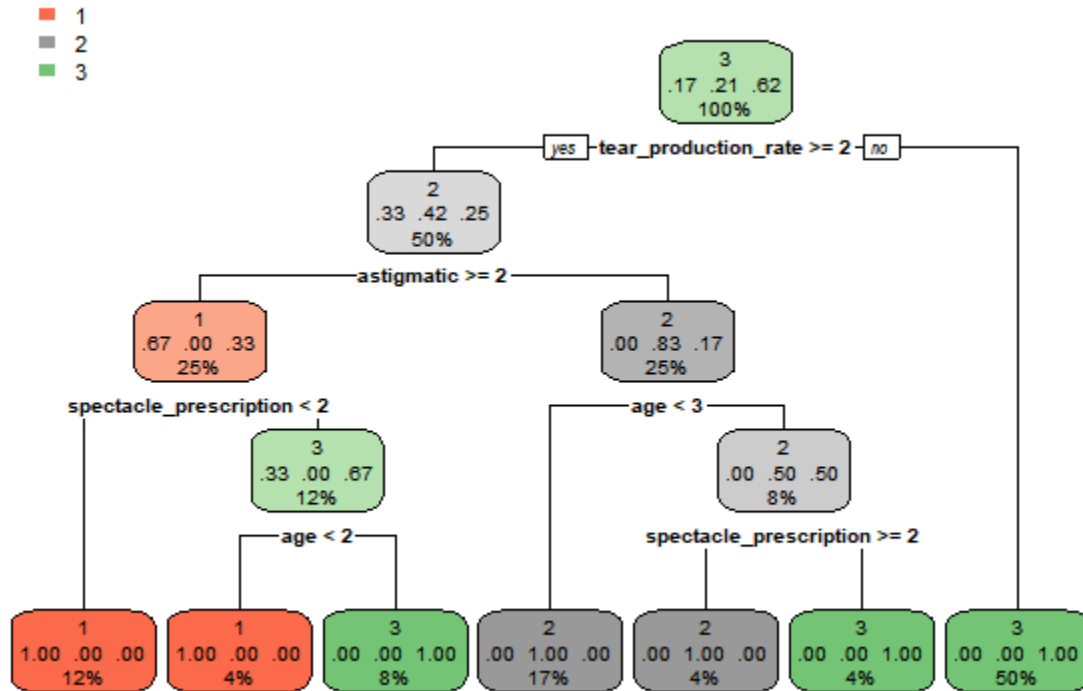 1
2
3
3
.17 .21 .62
100%
yes tear_production_rate >= 2 no
2
.33 .42 .25
50%
astigmatic >= 2
1
.67 .00 .33
25%
2
.00 .83 .17
25%
spectacle_prescription < 2
age < 3
3
.33 .00 .67
12%
2
.00 .50 .50
8%
age < 2
spectacle_prescription >= 2
1
1.00 .00 .00
12%
1
1.00 .00 .00
4%
3
.00 .00 1.00
8%
2
.00 1.00 .00
17%
2
.00 1.00 .00
4%
3
.00 .00 1.00
4%
3
.00 .00 1.00
50%